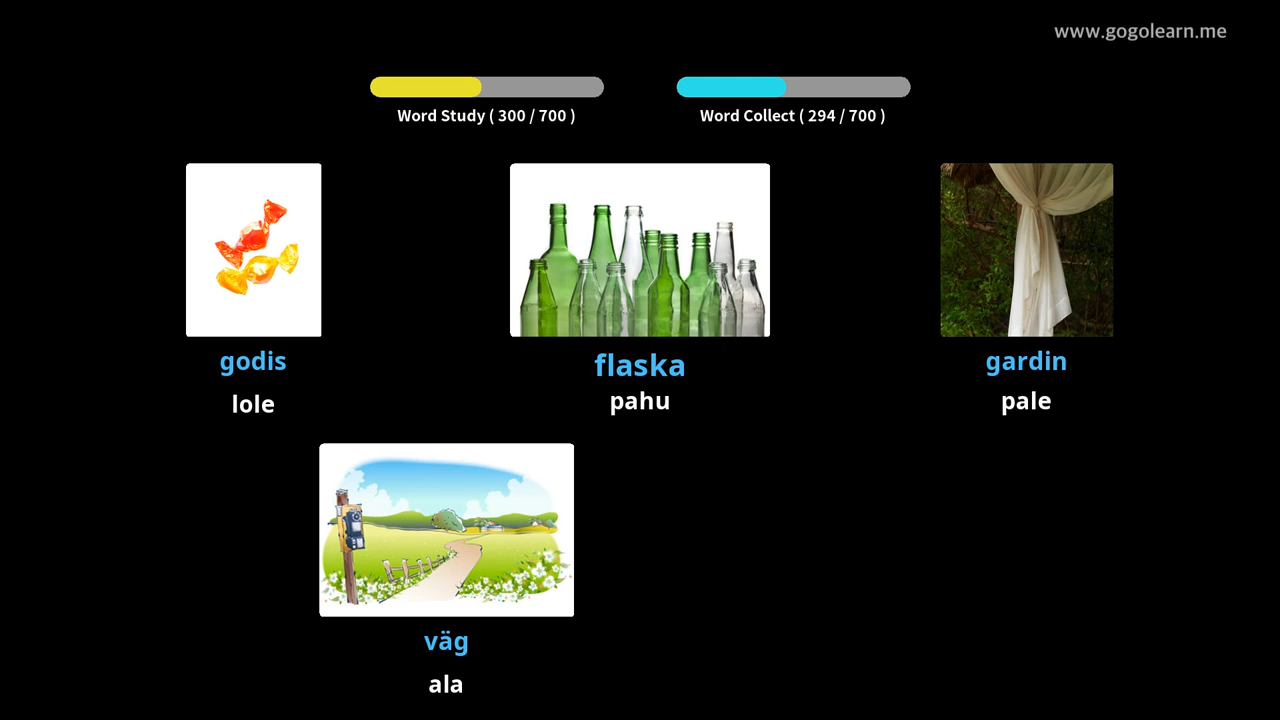 www.gogolearn.me
Word Study ( 300 / 700 )
Word Collect ( 294 / 700 )
godis
lole
flaska
pahu
gardin
pale
väg
ala